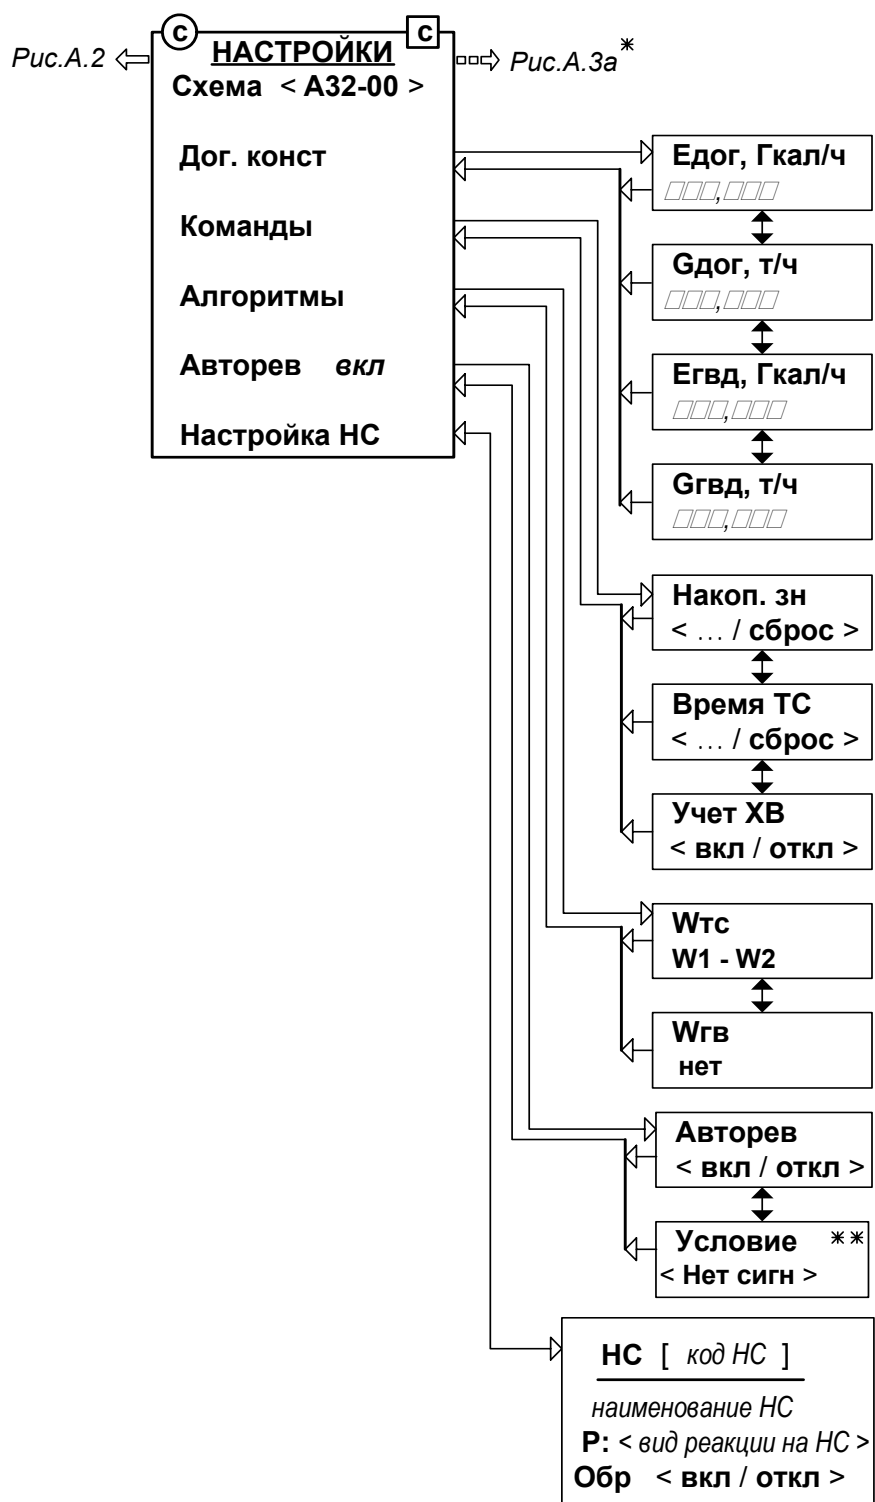 С
С
НАСТРОЙКИ
Рис.А.2
Рис.А.3а*
Схема < А32-00 >
Дог. конст
Команды
Алгоритмы
Авторев вкл
Настройка НС
Eдог, Гкал/ч
□□□,□□□
Gдог, т/ч
□□□,□□□
Eгвд, Гкал/ч
□□□,□□□
Gгвд, т/ч
□□□,□□□
Накоп. зн
< ... / сброс >
Время ТС
< ... / сброс >
Учет ХВ
< вкл / откл >
Wтс
W1 - W2
Wгв
нет
Авторев
< вкл / откл >
Условие **
< Нет сигн >
НС [ код НС ]
наименование НС
Р: < вид реакции на НС >
Обр < вкл / откл >